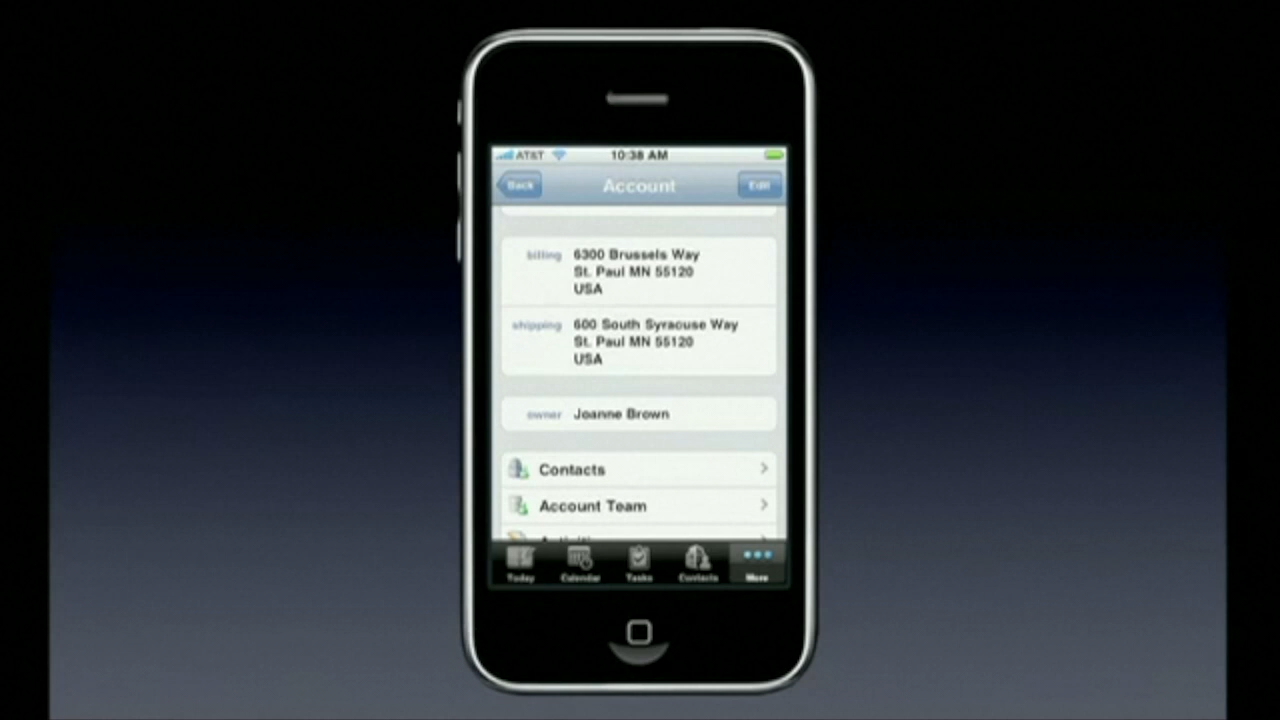 AT&T 10:38 AM
Back Account Edit
billing 6300 Brussels Way
St. Paul MN 55120
USA
shipping 600 South Syracuse Way
St. Paul MN 55120
USA
owner Joanne Brown
Contacts
Account Team
Today Calendar Tasks Contacts More